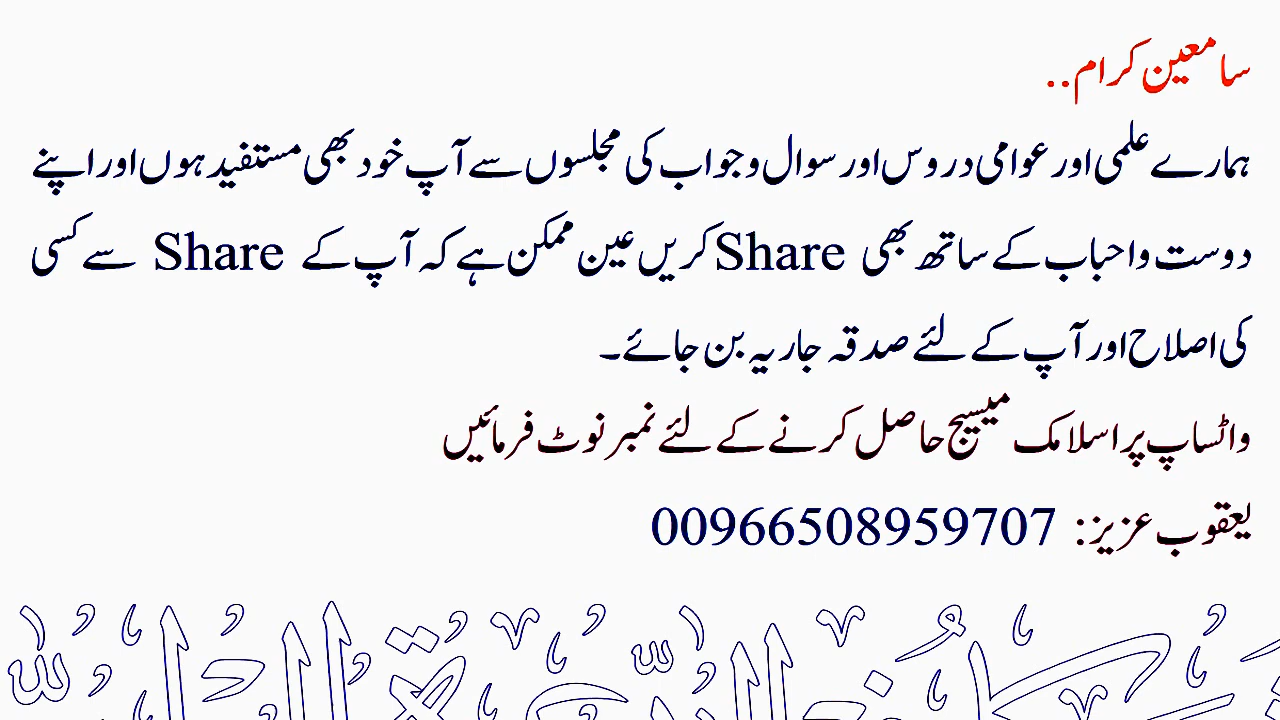 سامعین کرام..
ہمارے علمی اور عوامی دروس اور سوال و جواب کی مجلسوں سے آپ خود بھی مستفید ہوں اور اپنے
دوست واحباب کے ساتھ بھی Share کریں عین ممکن ہے کہ آپ کے Share سے کسی
کی اصلاح اور آپ کے لئے صدقہ جاریہ بن جائے۔
واٹساپ پر اسلامک میسیج حاصل کرنے کے لئے نمبر نوٹ فرمائیں
یعقوب عزیز: 00966508959707